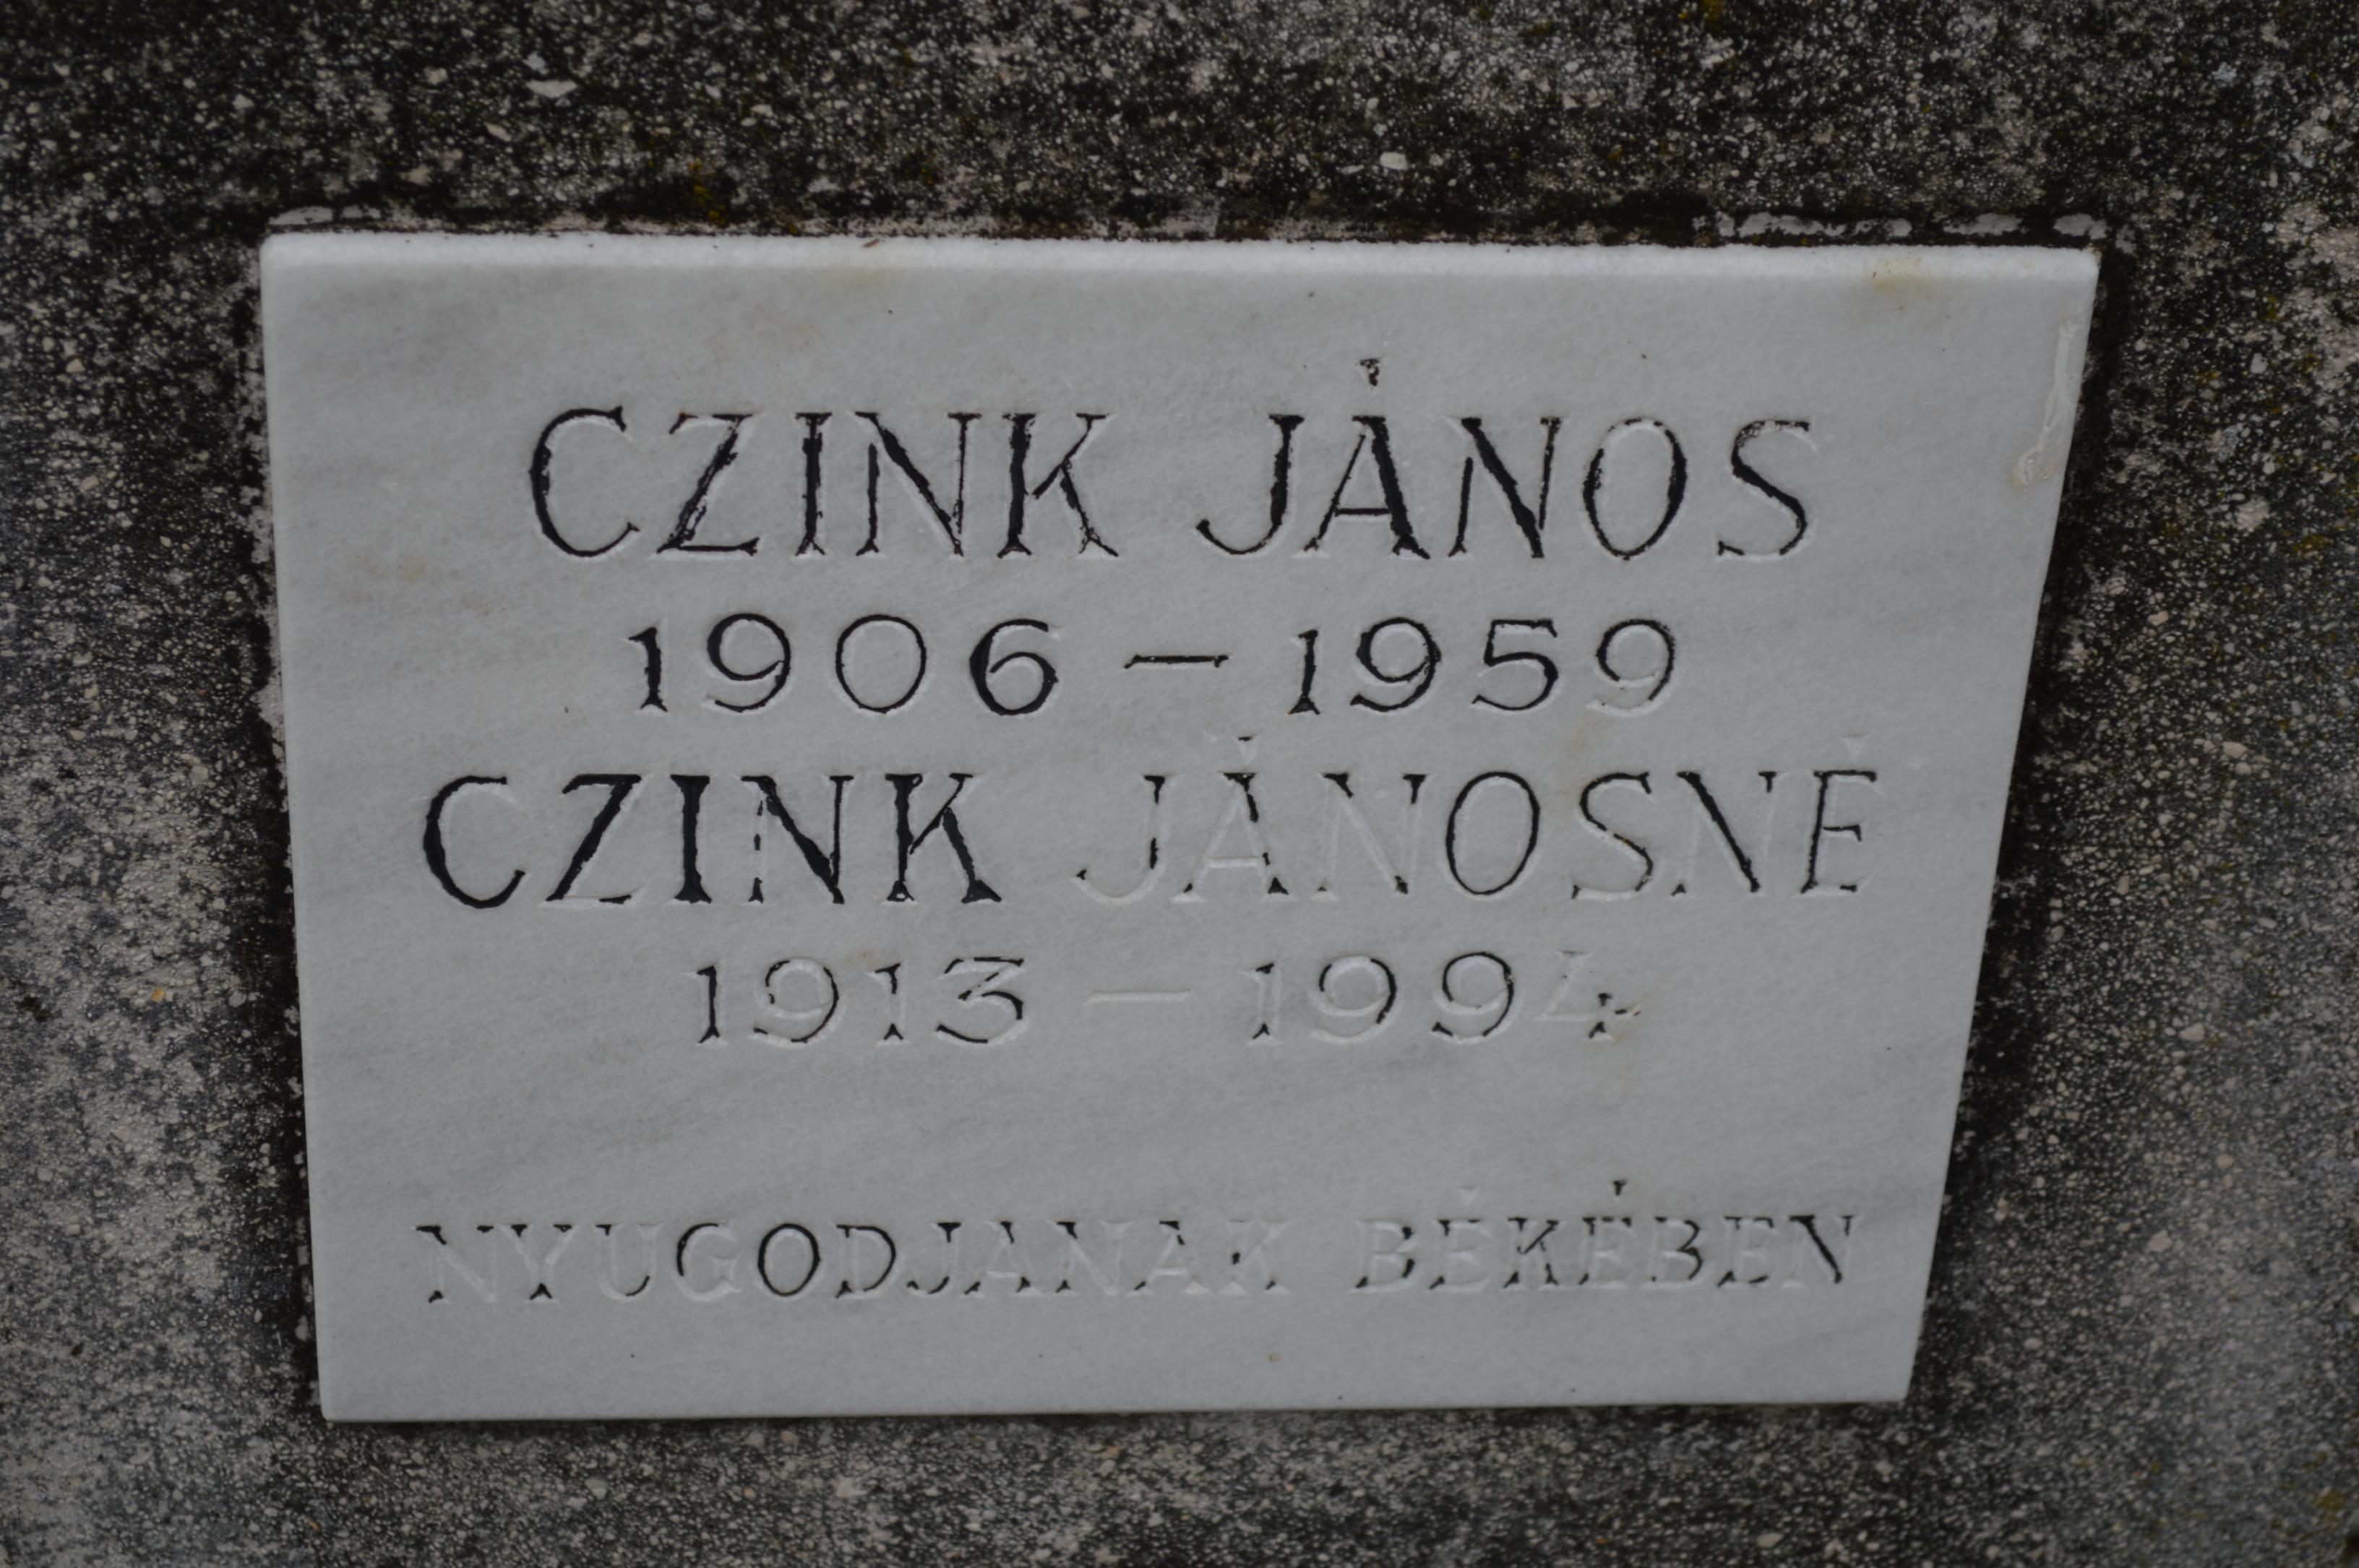 CZINK JÁNOS
1906 – 1959
CZINK JÁNOSNÉ
1913 – 1994
NYUGODJANAK BÉKÉBEN